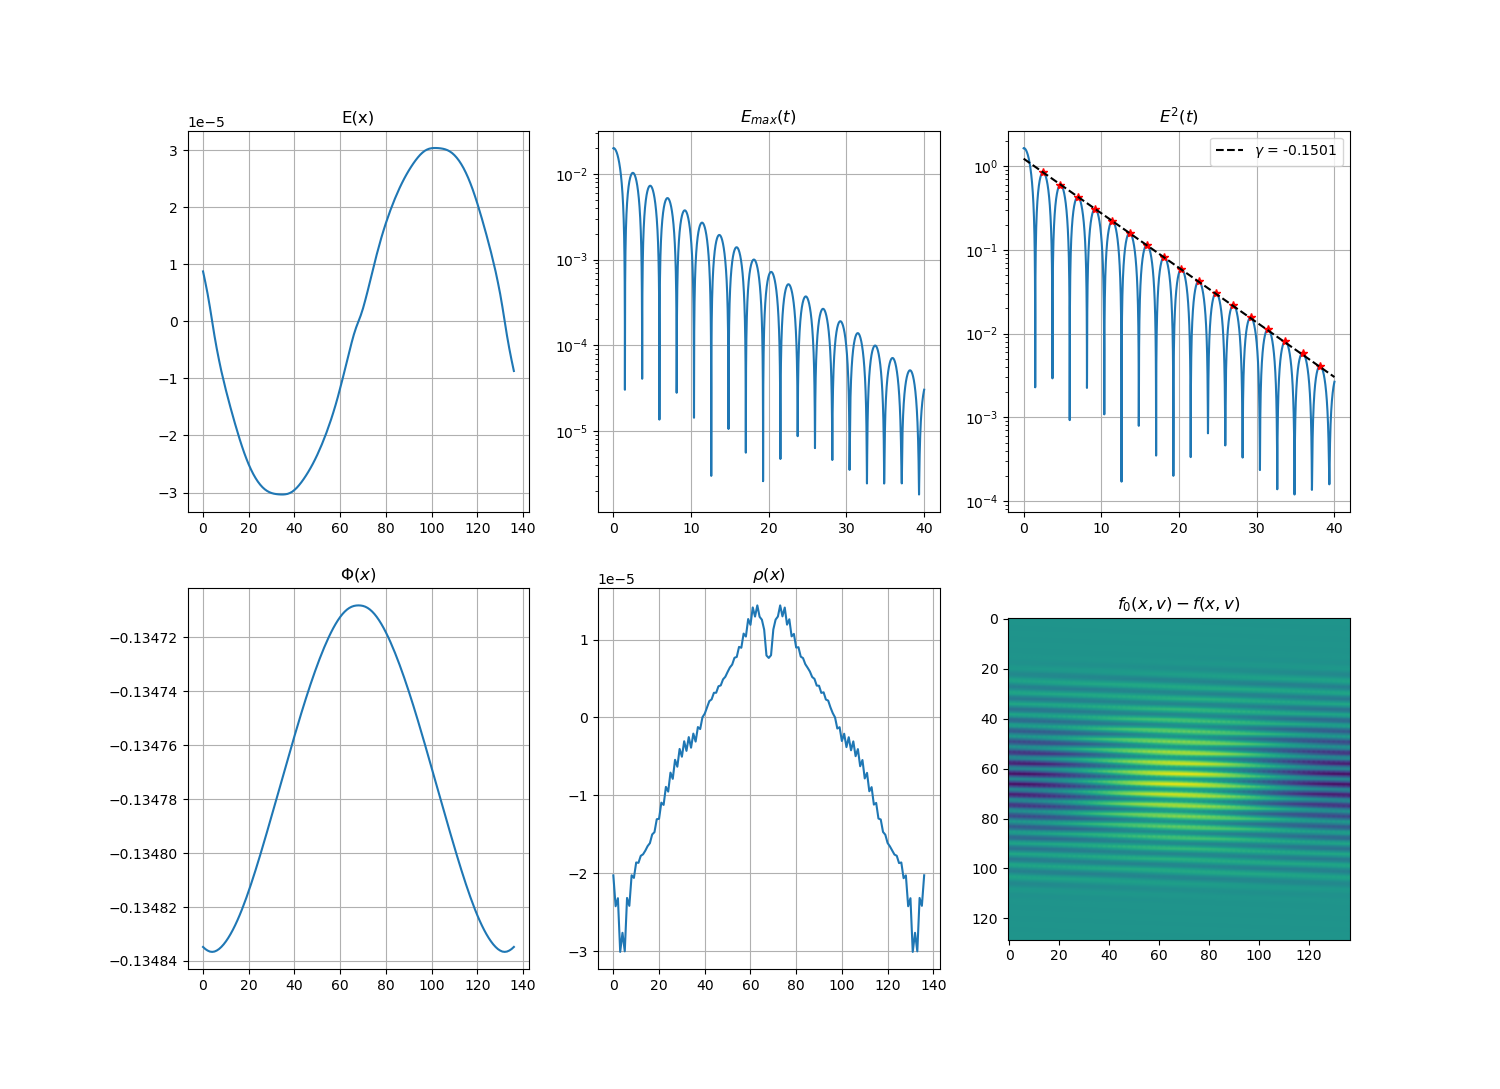 E(x)
1e−5
3
2
1
0
−1
−2
−3
0 20 40 60 80 100 120 140
E_max(t)
10^−2
10^−3
10^−4
10^−5
0 10 20 30 40
E^2(t)
γ = -0.1501
10^0
10^−1
10^−2
10^−3
10^−4
0 10 20 30 40
Φ(x)
−0.13472
−0.13474
−0.13476
−0.13478
−0.13480
−0.13482
−0.13484
0 20 40 60 80 100 120 140
ρ(x)
1e−5
1
0
−1
−2
−3
0 20 40 60 80 100 120 140
f_0(x, v) − f(x, v)
0
20
40
60
80
100
120
0 20 40 60 80 100 120